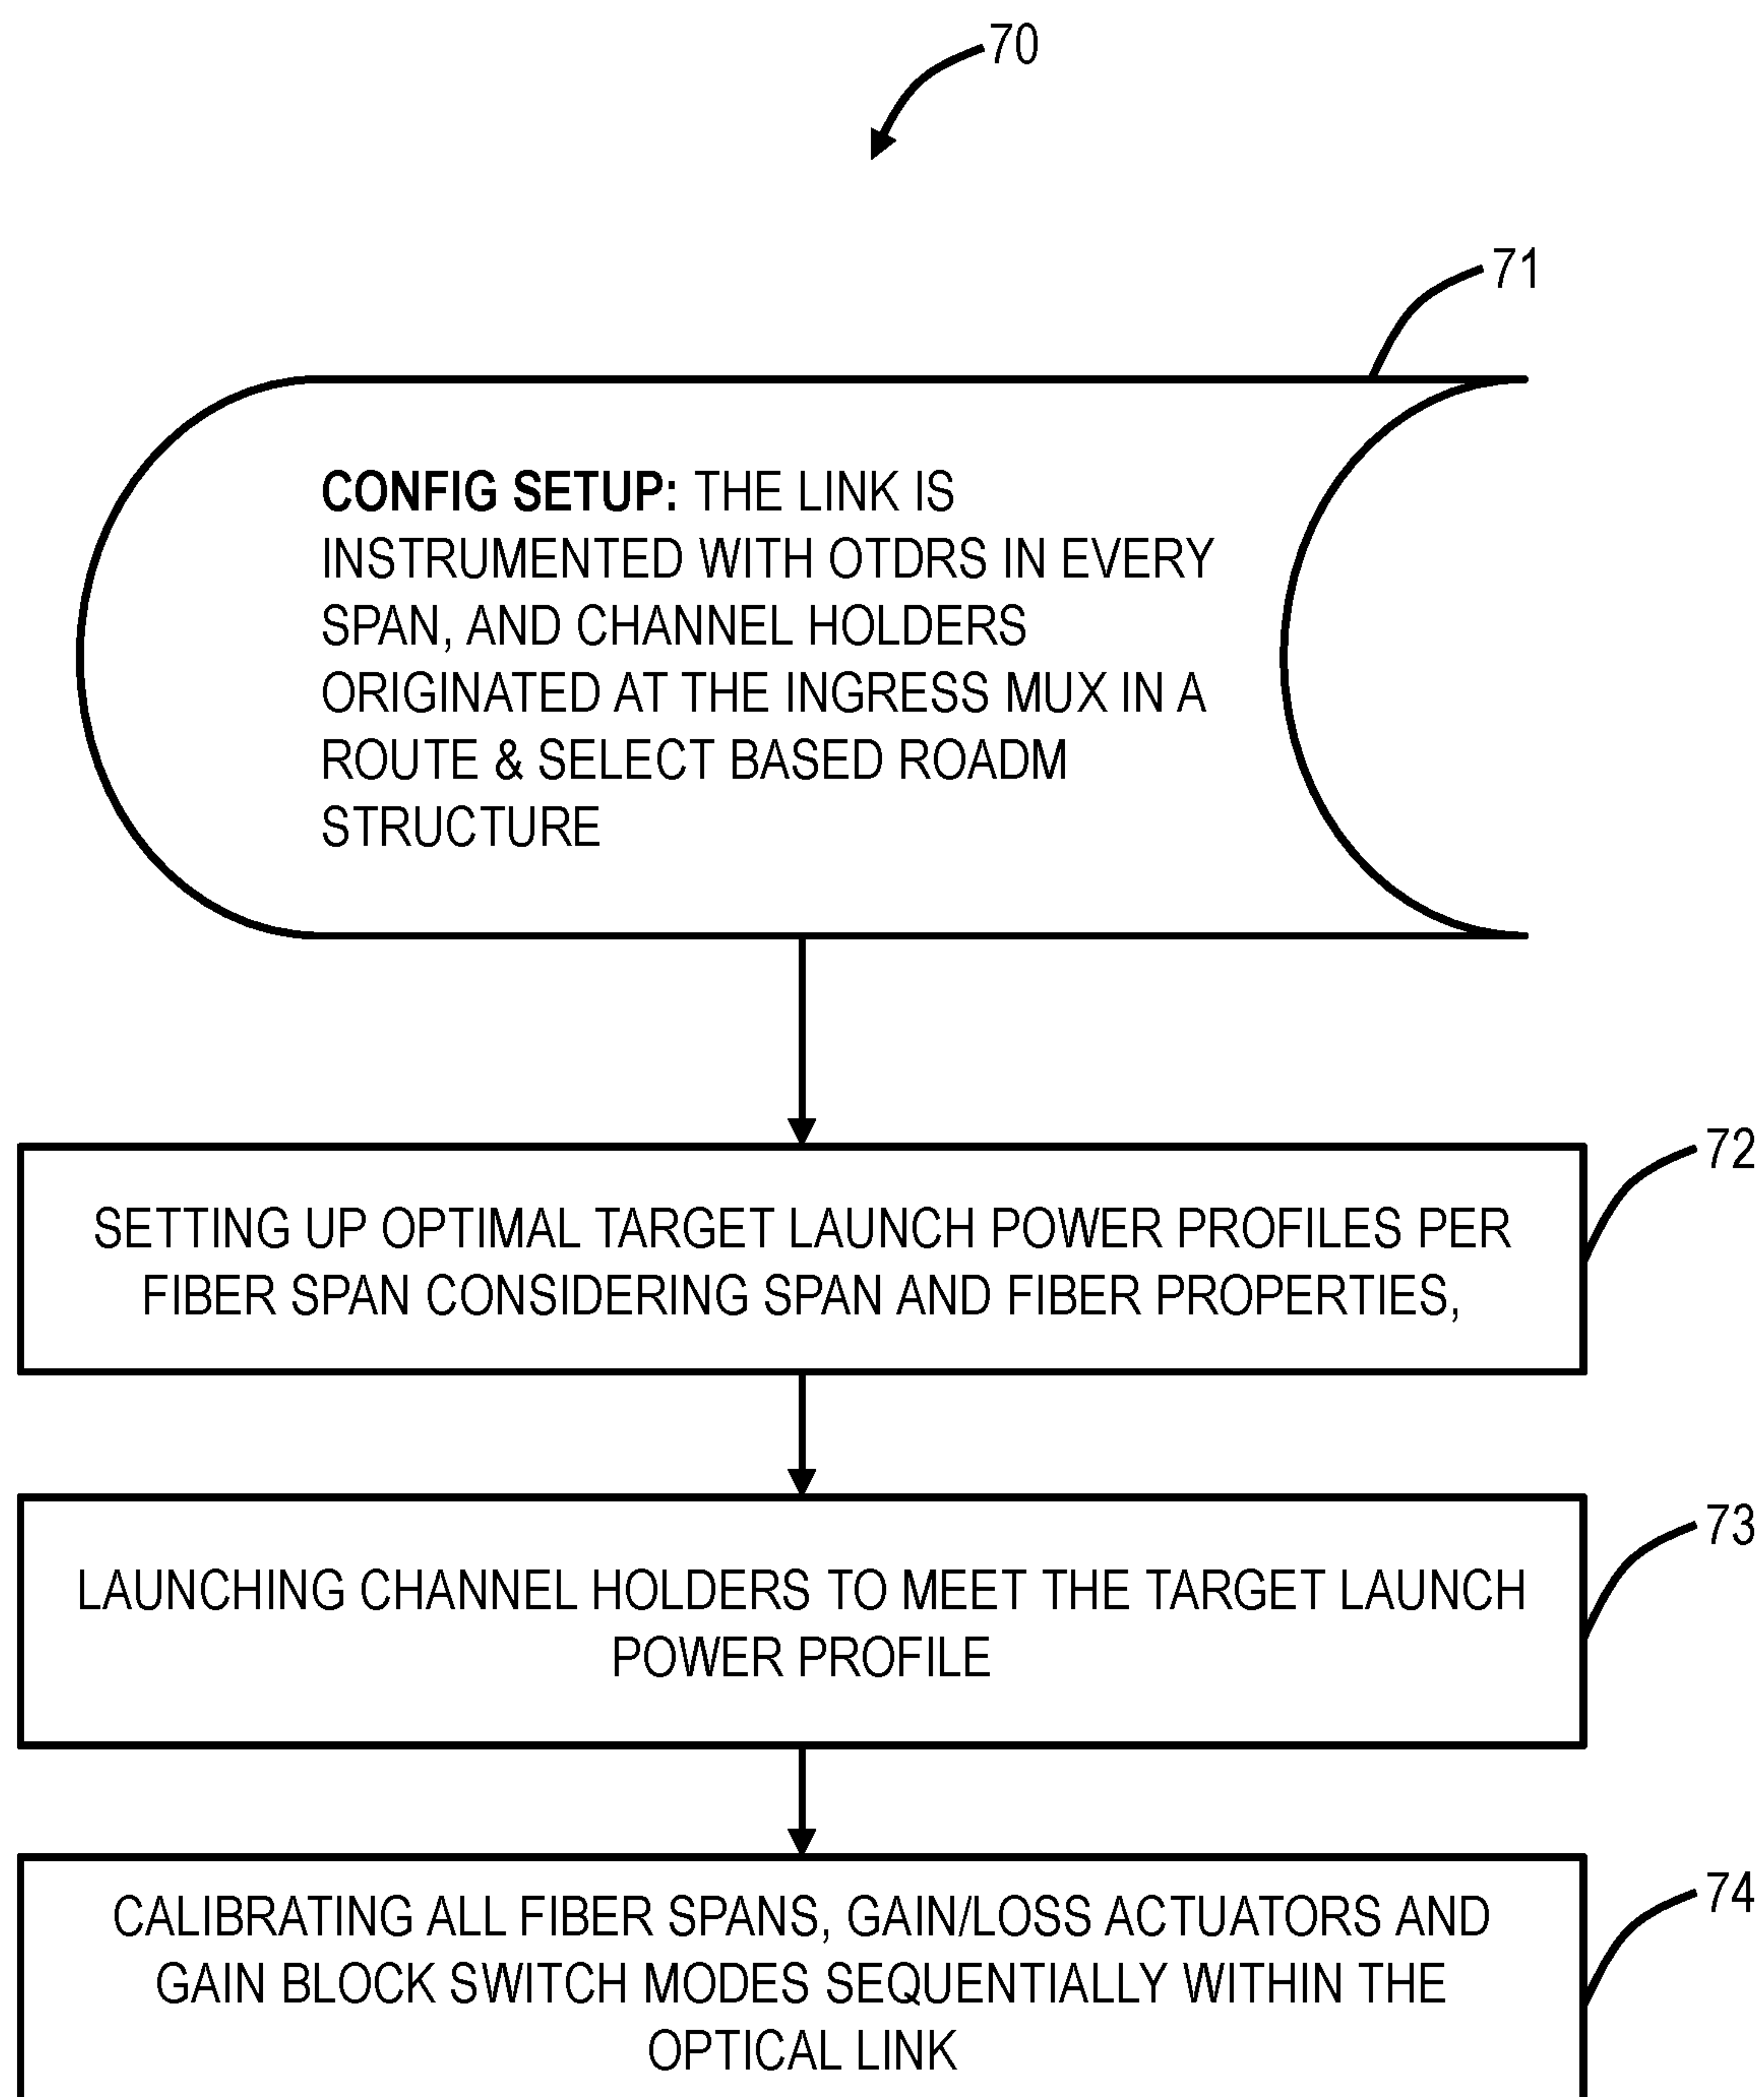 70
71
CONFIG SETUP: THE LINK IS
INSTRUMENTED WITH OTDRS IN EVERY
SPAN, AND CHANNEL HOLDERS
ORIGINATED AT THE INGRESS MUX IN A
ROUTE & SELECT BASED ROADM
STRUCTURE
72
SETTING UP OPTIMAL TARGET LAUNCH POWER PROFILES PER
FIBER SPAN CONSIDERING SPAN AND FIBER PROPERTIES,
73
LAUNCHING CHANNEL HOLDERS TO MEET THE TARGET LAUNCH
POWER PROFILE
74
CALIBRATING ALL FIBER SPANS, GAIN/LOSS ACTUATORS AND
GAIN BLOCK SWITCH MODES SEQUENTIALLY WITHIN THE
OPTICAL LINK